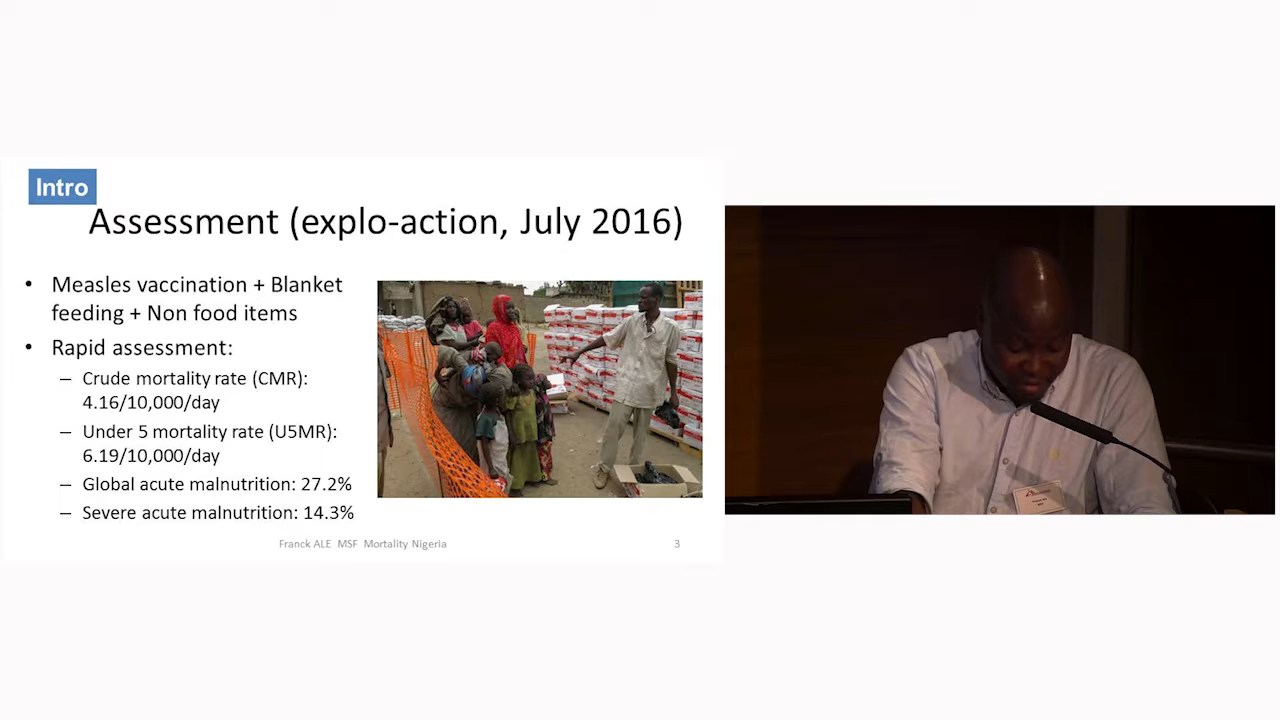 Intro
Assessment (explo-action, July 2016)
• Measles vaccination + Blanket
feeding + Non food items
• Rapid assessment:
– Crude mortality rate (CMR):
4.16/10,000/day
– Under 5 mortality rate (U5MR):
6.19/10,000/day
– Global acute malnutrition: 27.2%
– Severe acute malnutrition: 14.3%
Franck ALE MSF Mortality Nigeria
3